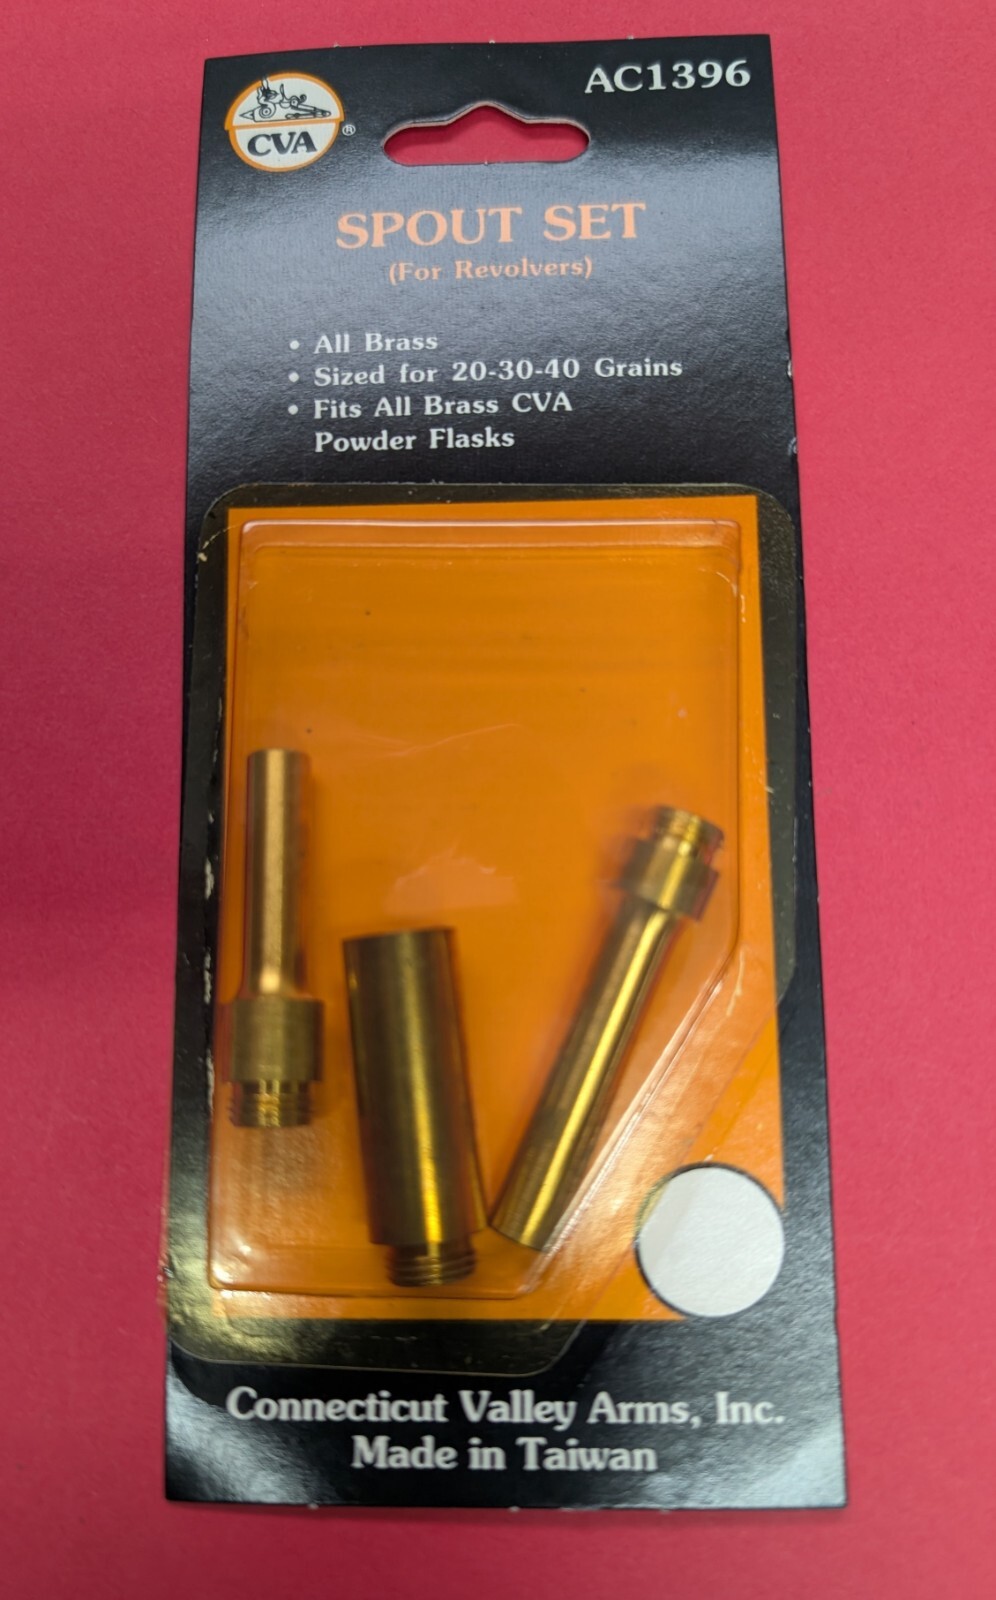 AC1396
CVA®
SPOUT SET
(For Revolvers)
• All Brass
• Sized for 20-30-40 Grains
• Fits All Brass CVA
Powder Flasks
Connecticut Valley Arms, Inc.
Made in Taiwan